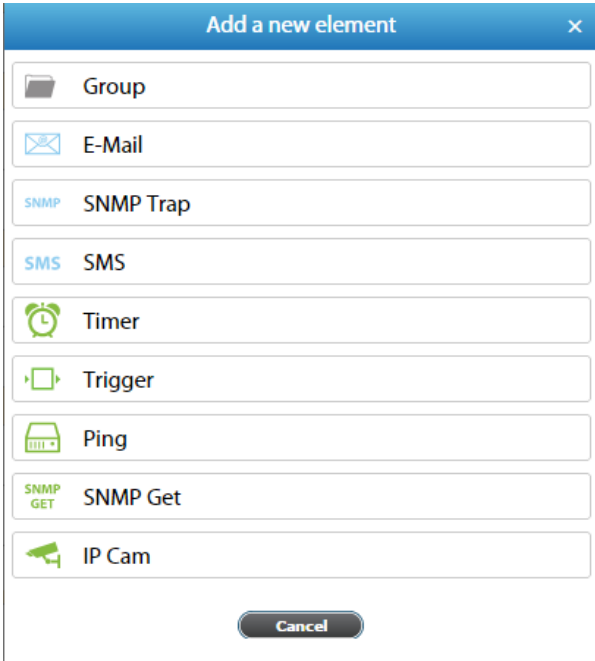 Add a new element ×
Group
@ E-Mail
SNMP SNMP Trap
SMS SMS
Timer
Trigger
Ping
SNMP GET SNMP Get
IP Cam
Cancel